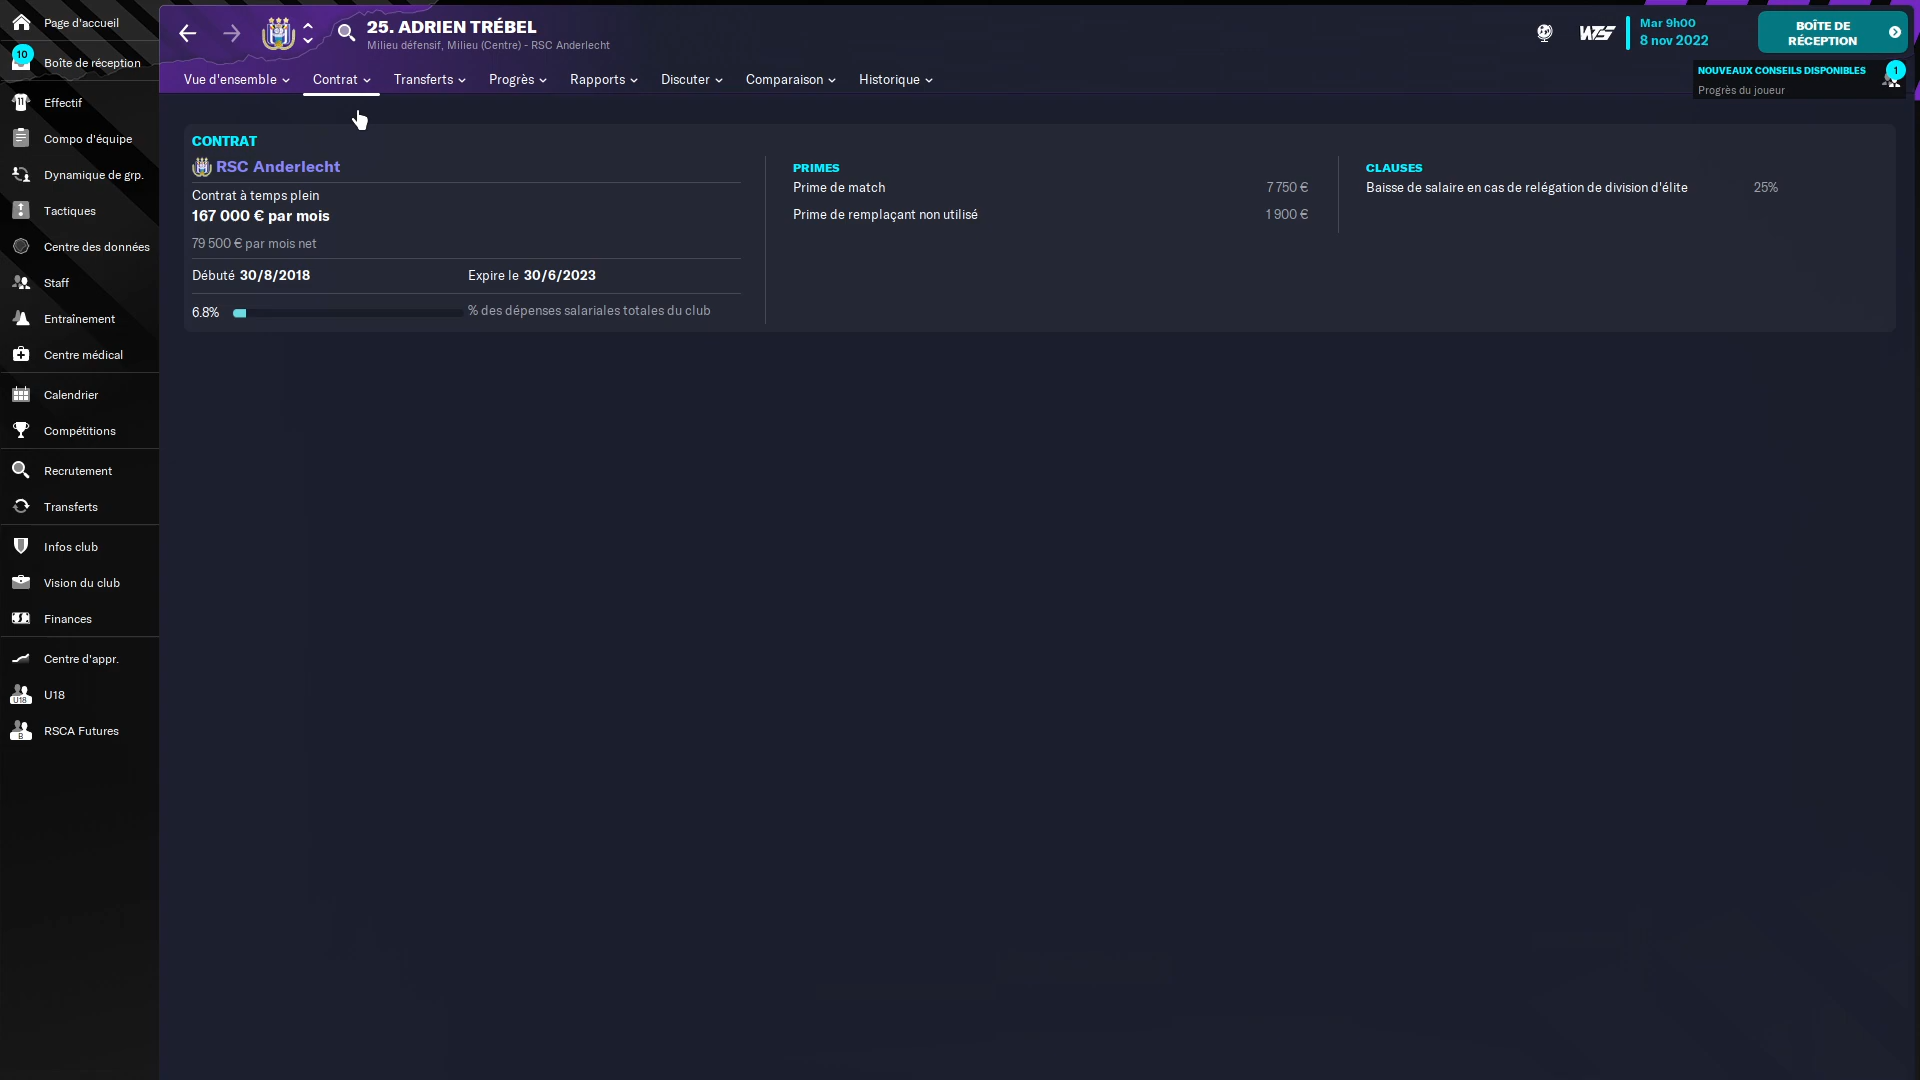 Page d'accueil
10
Boîte de réception
11
Effectif
Compo d'équipe
Dynamique de grp.
Tactiques
Centre des données
Staff
Entraînement
Centre médical
Calendrier
Compétitions
Recrutement
Transferts
Infos club
Vision du club
Finances
Centre d'appr.
U18
U18
B
RSCA Futures
25. ADRIEN TRÉBEL
Milieu défensif, Milieu (Centre) - RSC Anderlecht
Mar 9h00
8 nov 2022
BOÎTE DE
RÉCEPTION
Vue d'ensemble
Contrat
Transferts
Progrès
Rapports
Discuter
Comparaison
Historique
NOUVEAUX CONSEILS DISPONIBLES
1
Progrès du joueur
CONTRAT
RSC Anderlecht
Contrat à temps plein
167 000 € par mois
79 500 € par mois net
Débuté 30/8/2018
Expire le 30/6/2023
6.8%
% des dépenses salariales totales du club
PRIMES
Prime de match 7 750 €
Prime de remplaçant non utilisé 1 900 €
CLAUSES
Baisse de salaire en cas de relégation de division d'élite 25%